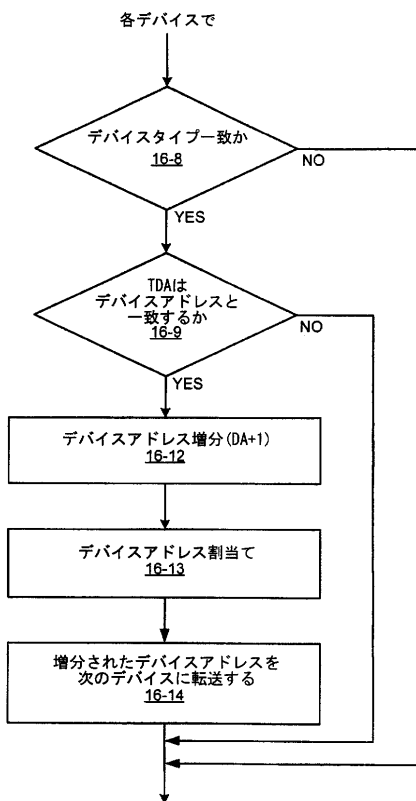 各デバイスで
デバイスタイプ一致か
16-8
NO
YES
TDAは
デバイスアドレスと
一致するか
16-9
NO
YES
デバイスアドレス増分(DA+1)
16-12
デバイスアドレス割当て
16-13
増分されたデバイスアドレスを
次のデバイスに転送する
16-14